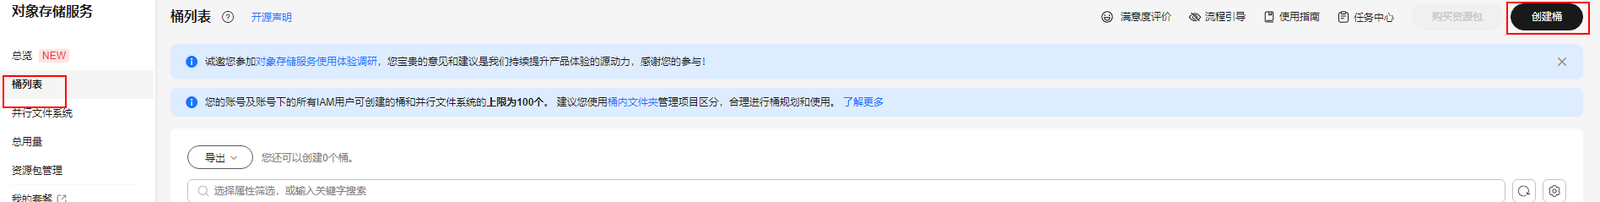 对象存储服务
总览 NEW
桶列表
并行文件系统
总用量
资源包管理
我的套餐
桶列表 开源声明
满意度评价 流程引导 使用指南 任务中心 购买资源包 创建桶
诚邀您参加对象存储服务使用体验调研，您宝贵的意见和建议是我们持续提升产品体验的源动力，感谢您的参与！
您的账号及账号下的所有IAM用户可创建的桶和并行文件系统的上限为100个。 建议您使用桶内文件夹管理项目区分，合理进行桶规划和使用。 了解更多
导出 您还可以创建0个桶。
选择属性筛选，或输入关键字搜索